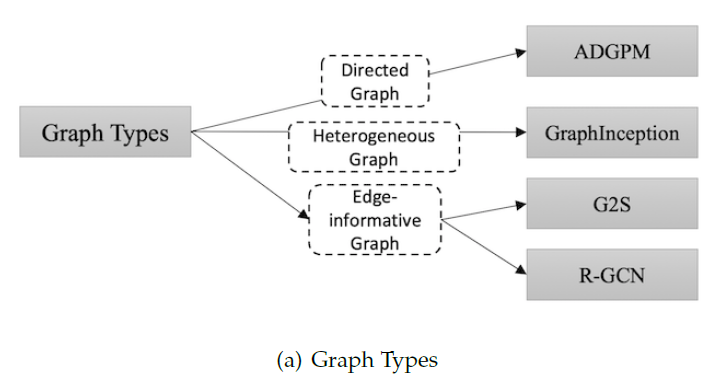 Graph Types
Directed
Graph
Heterogeneous
Graph
Edge-
informative
Graph
ADGPM
GraphInception
G2S
R-GCN
(a) Graph Types